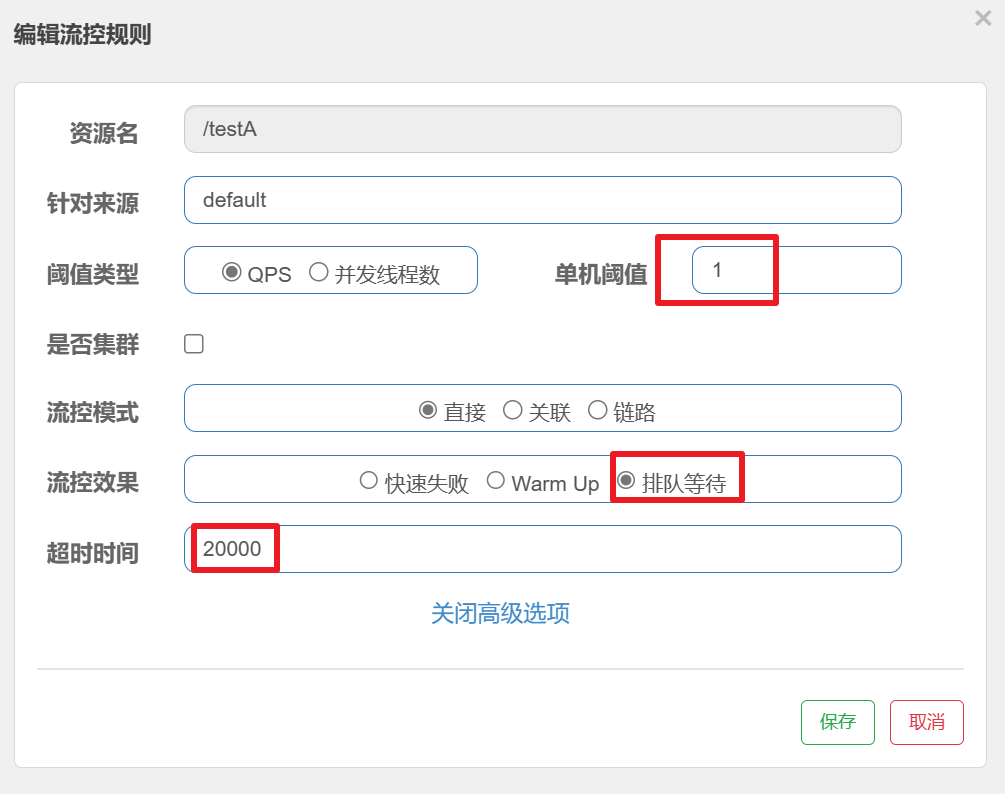 编辑流控规则
×
资源名 /testA
针对来源 default
阈值类型 QPS 并发线程数 单机阈值 1
是否集群
流控模式 直接 关联 链路
流控效果 快速失败 Warm Up 排队等待
超时时间 20000
关闭高级选项
保存 取消